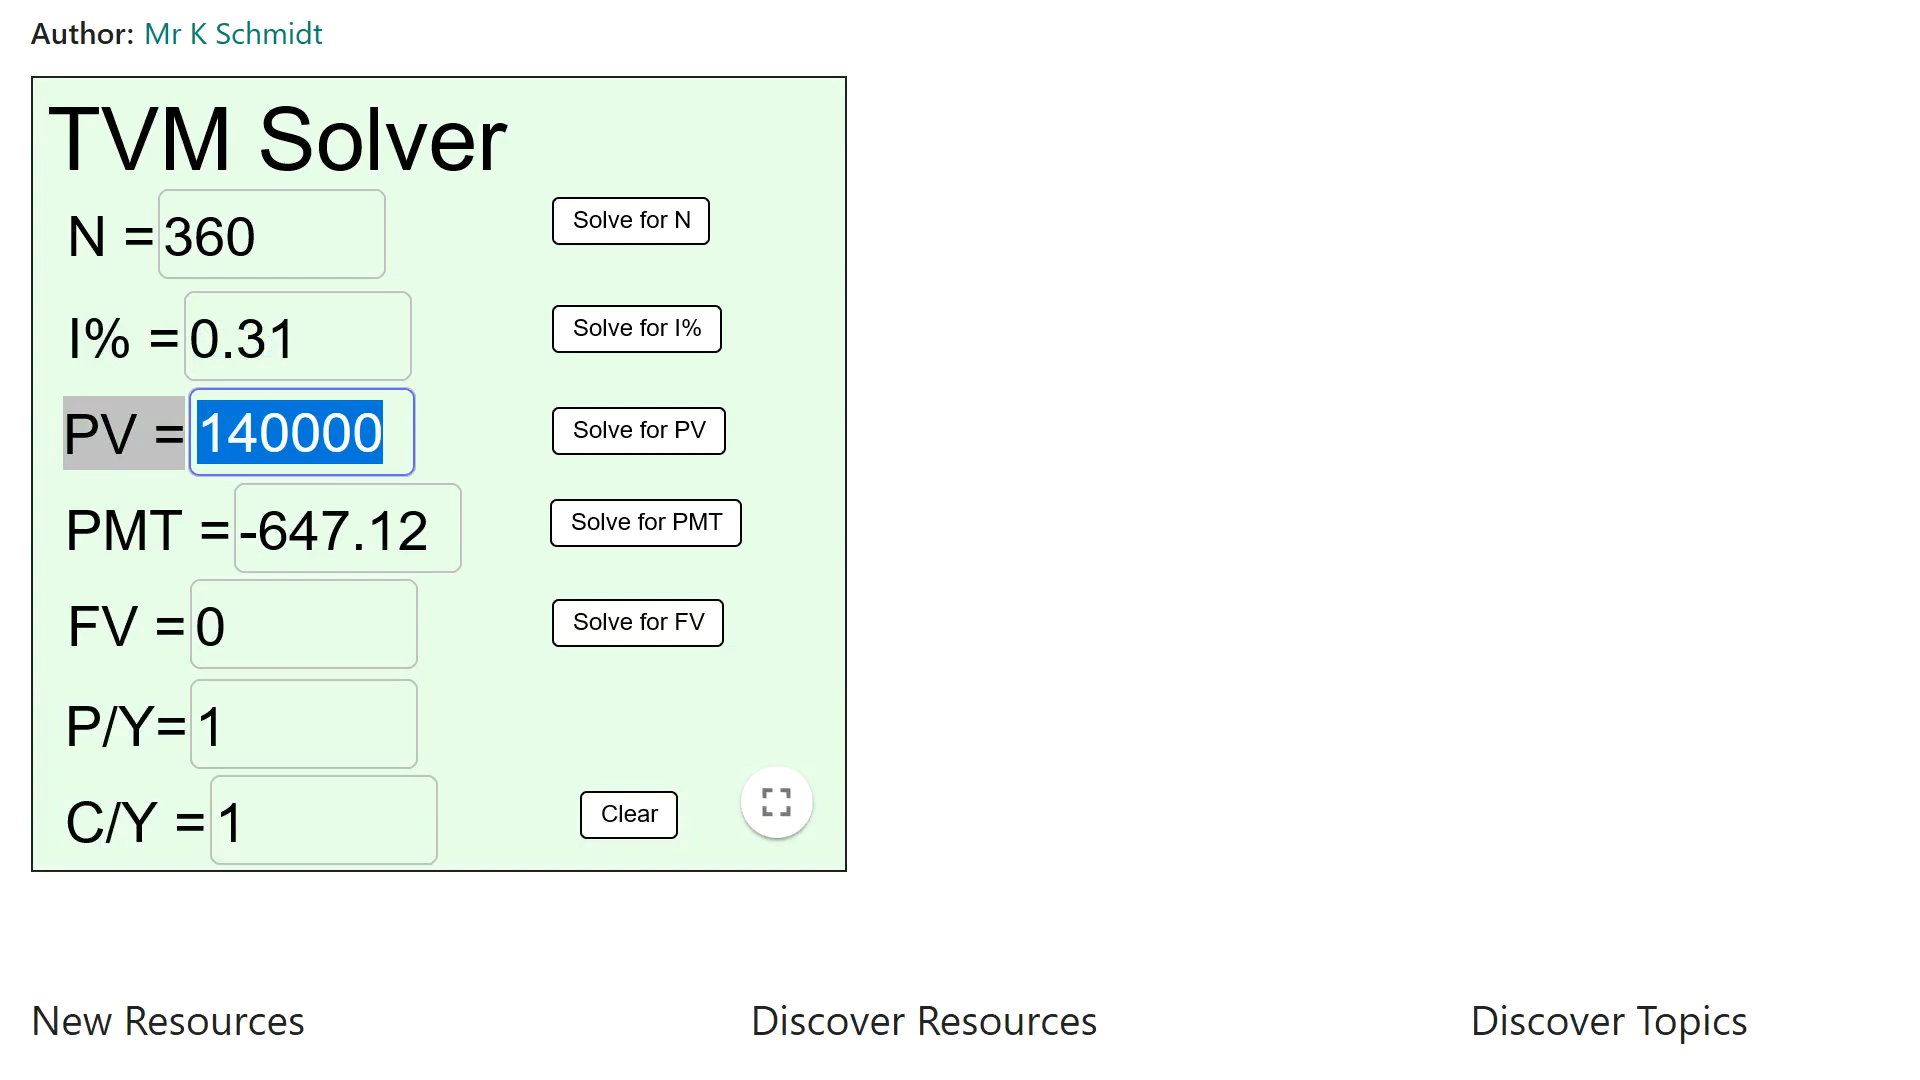 Author: Mr K Schmidt
TVM Solver
N = 360
Solve for N
I% = 0.31
Solve for I%
PV = 140000
Solve for PV
PMT = -647.12
Solve for PMT
FV = 0
Solve for FV
P/Y= 1
C/Y = 1
Clear
New Resources
Discover Resources
Discover Topics